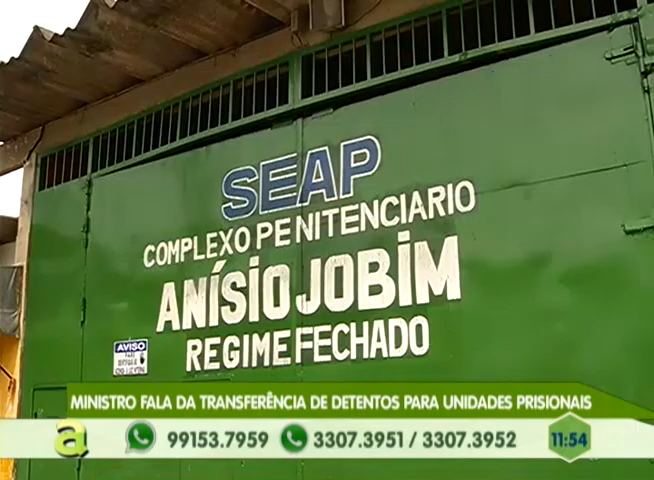 SEAP
COMPLEXO PENITENCIARIO
ANÍSIO JOBiM
REGIME FECHADO
AVISO
MINISTRO FALA DA TRANSFERÊNCIA DE DETENTOS PARA UNIDADES PRISIONAIS
a 99153.7959 3307.3951 / 3307.3952 11:54